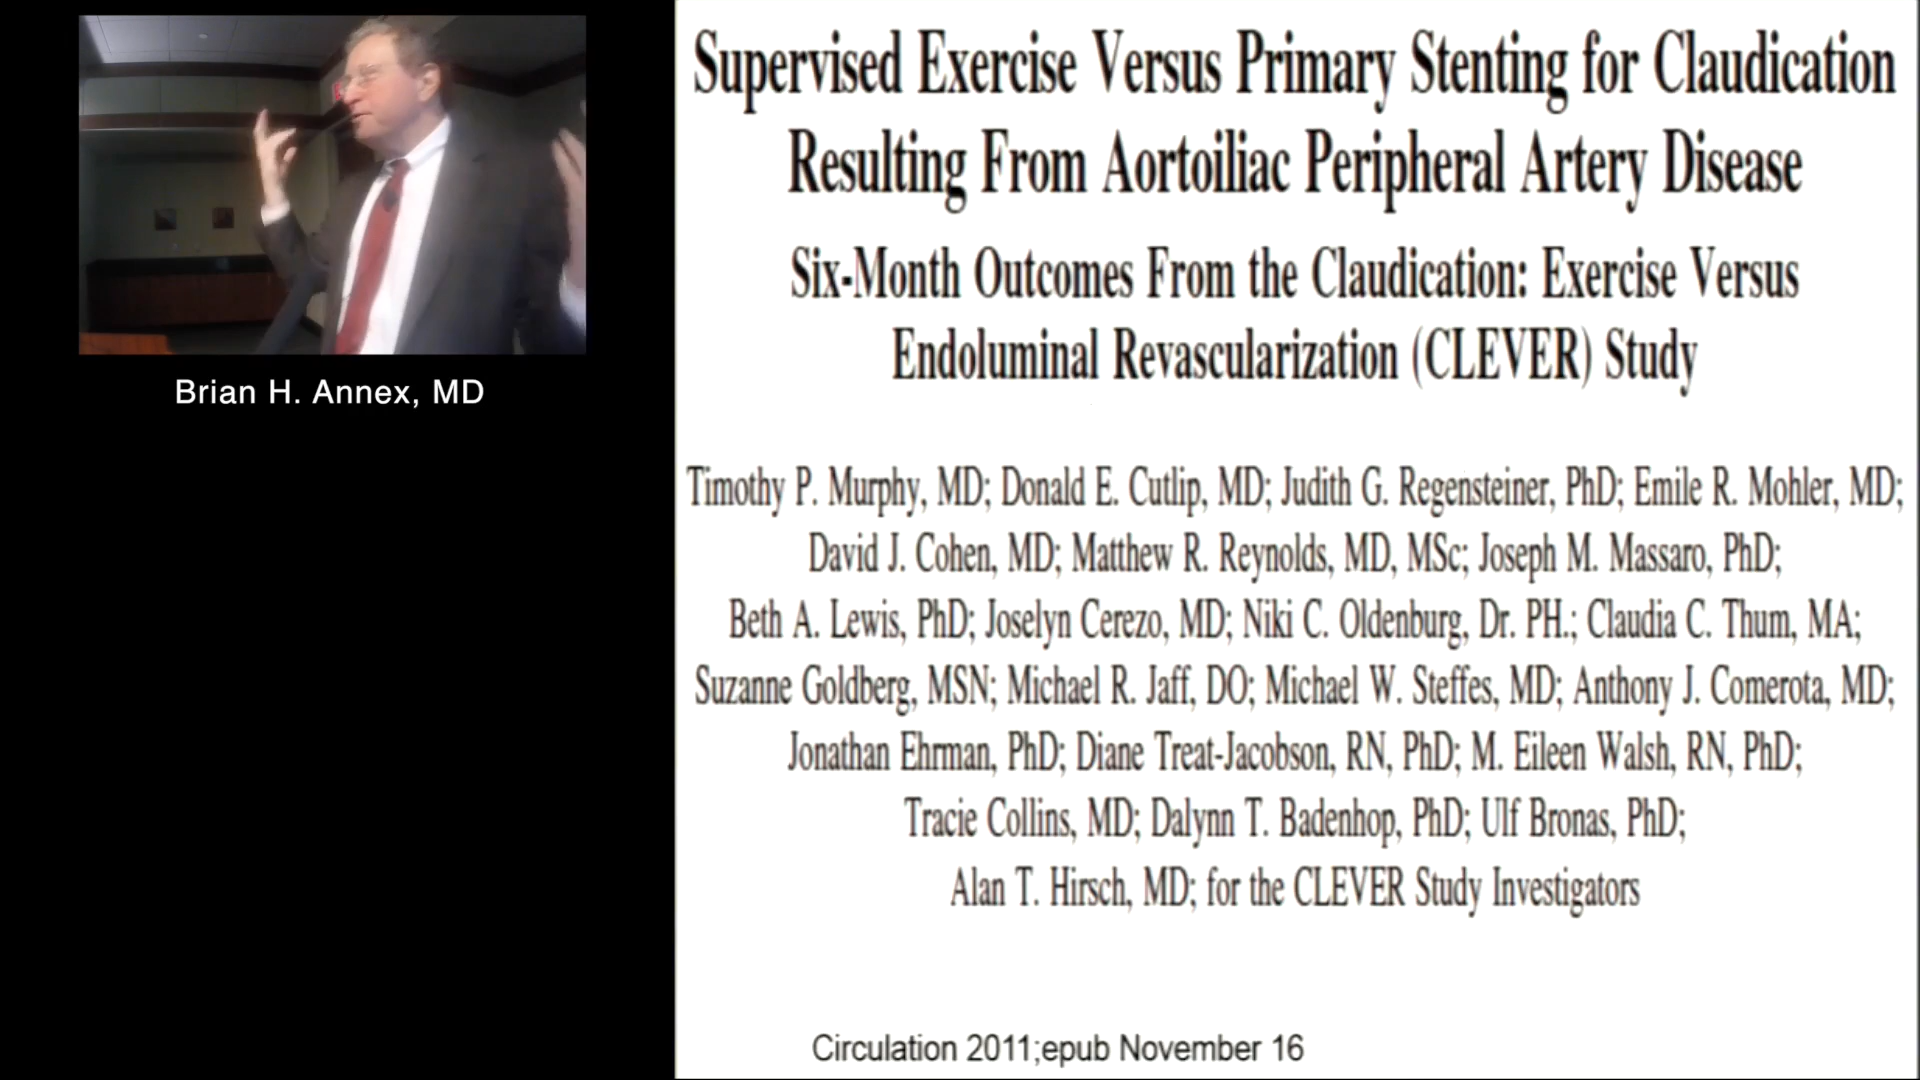 Brian H. Annex, MD
Supervised Exercise Versus Primary Stenting for Claudication
Resulting From Aortoiliac Peripheral Artery Disease
Six-Month Outcomes From the Claudication: Exercise Versus
Endoluminal Revascularization (CLEVER) Study
Timothy P. Murphy, MD; Donald E. Cutlip, MD; Judith G. Regensteiner, PhD; Emile R. Mohler, MD;
David J. Cohen, MD; Matthew R. Reynolds, MD, MSc; Joseph M. Massaro, PhD;
Beth A. Lewis, PhD; Joselyn Cerezo, MD; Niki C. Oldenburg, Dr. PH.; Claudia C. Thum, MA;
Suzanne Goldberg, MSN; Michael R. Jaff, DO; Michael W. Steffes, MD; Anthony J. Comerota, MD;
Jonathan Ehrman, PhD; Diane Treat-Jacobson, RN, PhD; M. Eileen Walsh, RN, PhD;
Tracie Collins, MD; Dalynn T. Badenhop, PhD; Ulf Bronas, PhD;
Alan T. Hirsch, MD; for the CLEVER Study Investigators
Circulation 2011;epub November 16